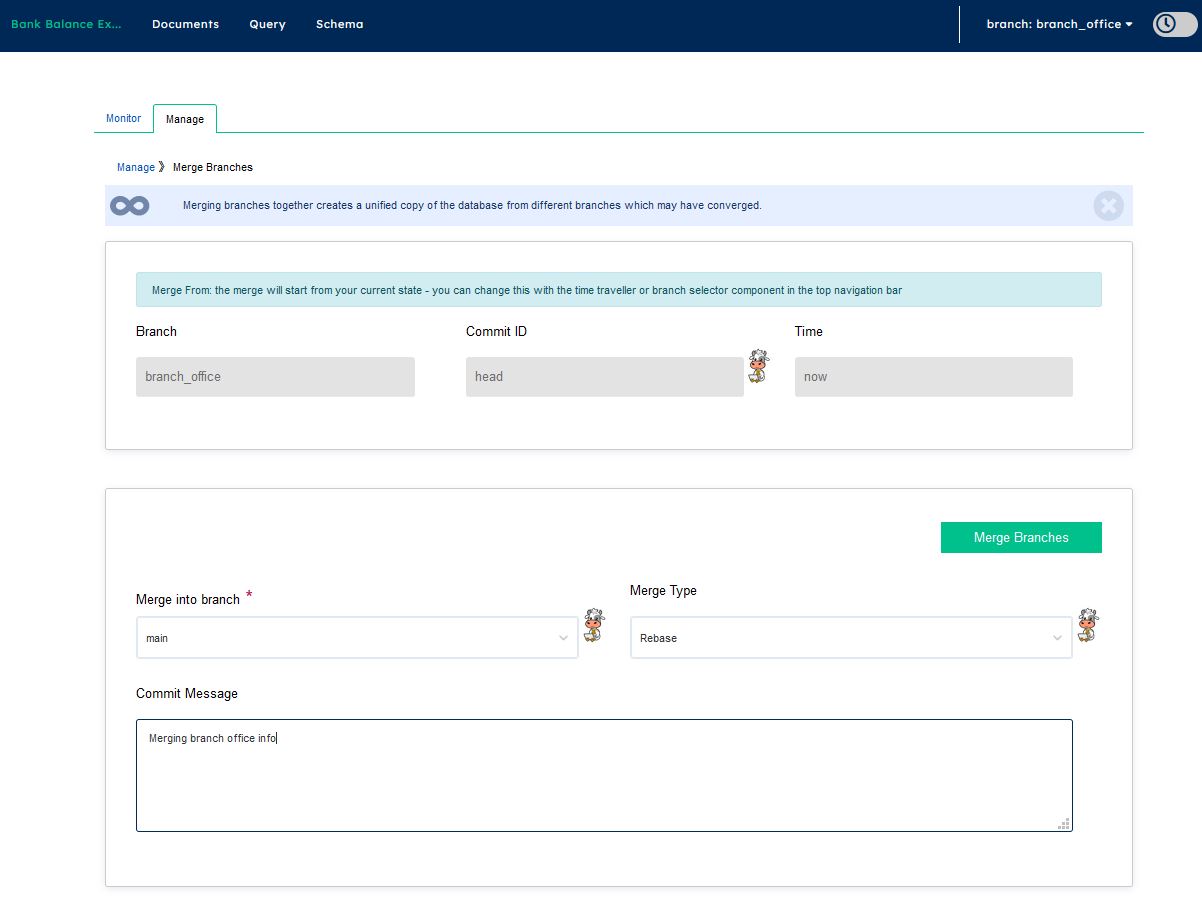 Bank Balance Ex... Documents Query Schema branch: branch_office
Monitor Manage
Manage 》 Merge Branches
Merging branches together creates a unified copy of the database from different branches which may have converged.
Merge From: the merge will start from your current state - you can change this with the time traveller or branch selector component in the top navigation bar
Branch Commit ID Time
branch_office head now
Merge Branches
Merge into branch * Merge Type
main Rebase
Commit Message
Merging branch office info